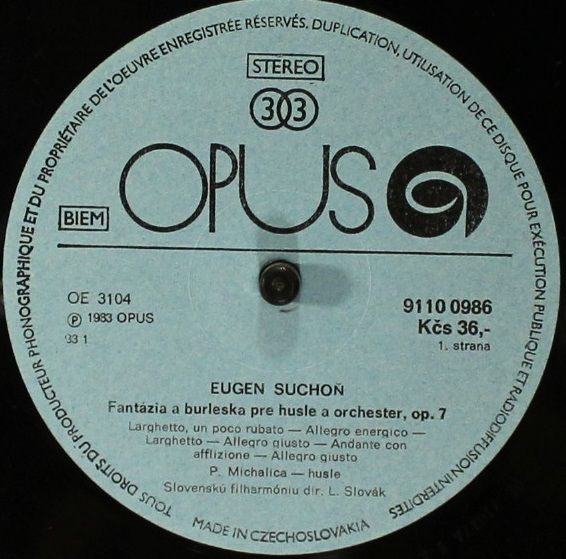 TOUS DROITS DU PRODUCTEUR PHONOGRAPHIQUE ET DU PROPRIÉTAIRE DE L'OEUVRE ENREGISTRÉE RÉSERVÉS. DUPLICATION, UTILISATION DE CE DISQUE POUR EXÉCUTION PUBLIQUE ET RADIODIFFUSION INTERDITES
STEREO
33
OPUS
BIEM
OE 3104
Ⓟ 1983 OPUS
33 1
9110 0986
Kčs 36,-
1. strana
EUGEN SUCHOŇ
Fantázia a burleska pre husle a orchester, op. 7
Larghetto, un poco rubato — Allegro energico —
Larghetto — Allegro giusto — Andante con
afflizione — Allegro giusto
P. Michalica — husle
Slovenskú filharmóniu dir. L. Slovák
MADE IN CZECHOSLOVAKIA